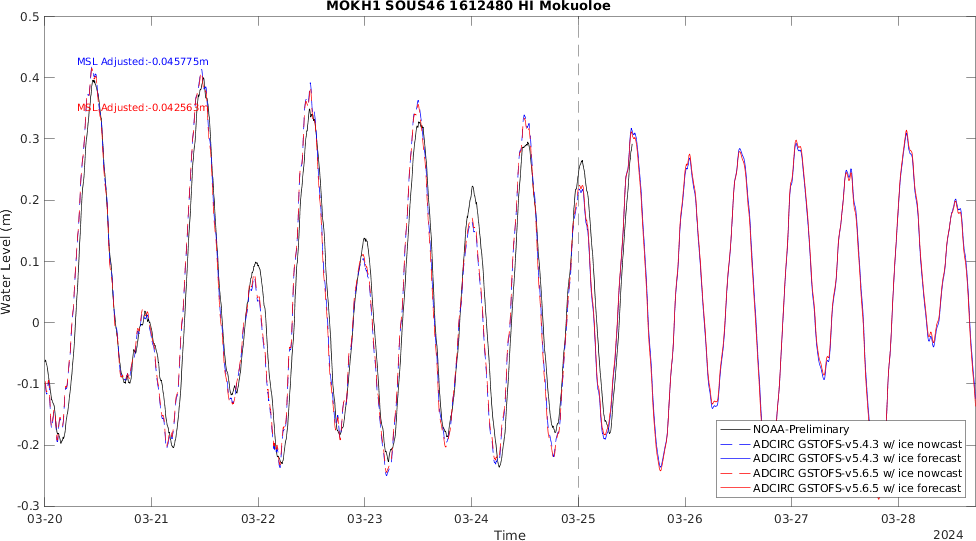 MOKH1 SOUS46 1612480 HI Mokuoloe
0.5
0.4
0.3
0.2
0.1
0
-0.1
-0.2
-0.3
Water Level (m)
MSL Adjusted:-0.045775m
MSL Adjusted:-0.042563m
NOAA-Preliminary
ADCIRC GSTOFS-v5.4.3 w/ ice nowcast
ADCIRC GSTOFS-v5.4.3 w/ ice forecast
ADCIRC GSTOFS-v5.6.5 w/ ice nowcast
ADCIRC GSTOFS-v5.6.5 w/ ice forecast
03-20 03-21 03-22 03-23 03-24 03-25 03-26 03-27 03-28
Time
2024